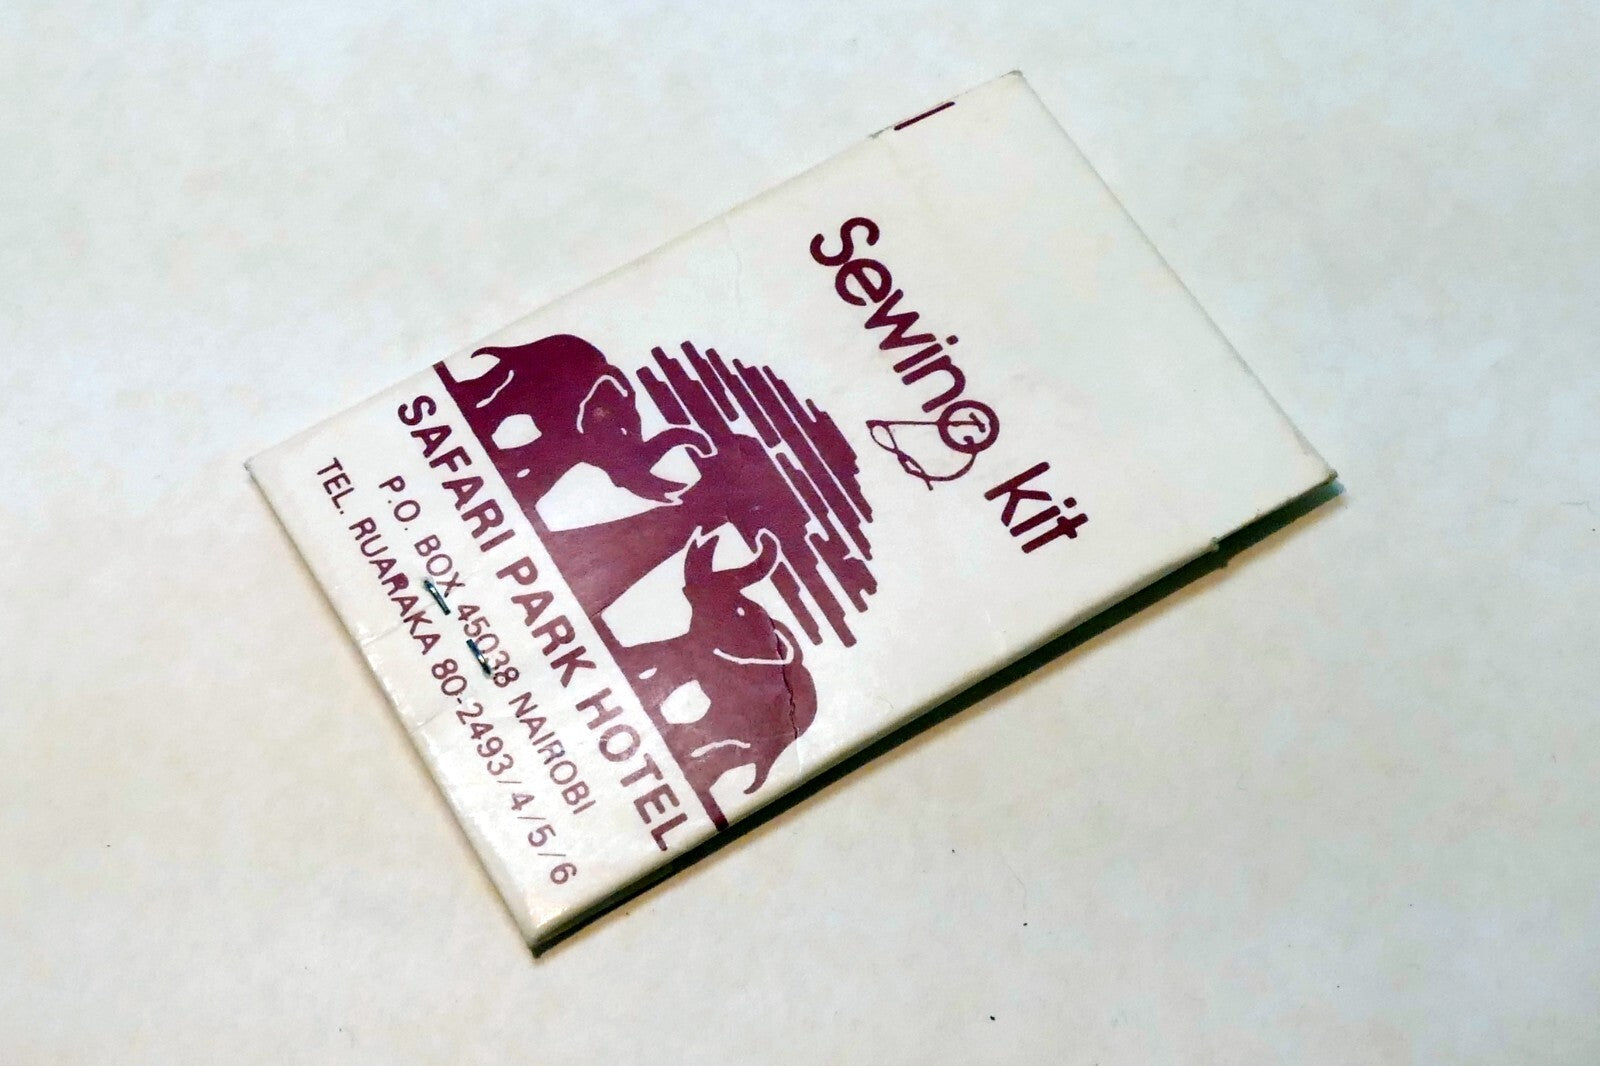 sewing kit
SAFARI PARK HOTEL
P.O. BOX 45038 NAIROBI
TEL. RUARAKA 80-2493/4/5/6